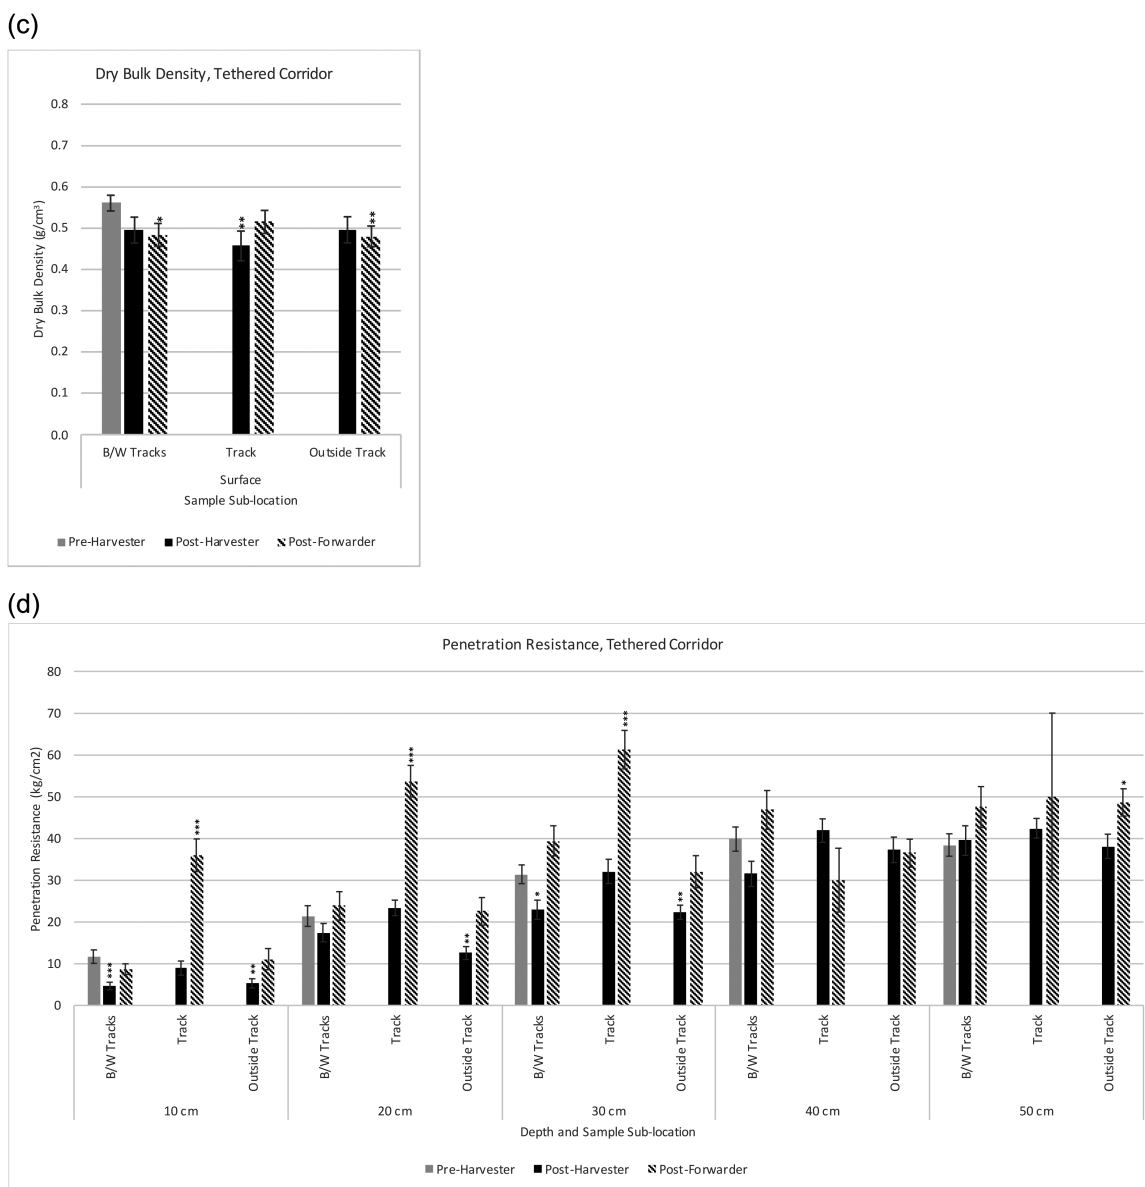 (c)
Dry Bulk Density, Tethered Corridor
0.8
0.7
0.6
0.5
0.4
0.3
0.2
0.1
0.0
Dry Bulk Density (g/cm³)
*
**
**
B/W Tracks Track Outside Track
Surface
Sample Sub-location
Pre-Harvester Post-Harvester Post-Forwarder
(d)
Penetration Resistance, Tethered Corridor
80
70
60
50
40
30
20
10
0
Penetration Resistance (kg/cm2)
***
***
**
***
**
*
***
**
*
B/W Tracks Track Outside Track B/W Tracks Track Outside Track B/W Tracks Track Outside Track B/W Tracks Track Outside Track B/W Tracks Track Outside Track
10 cm 20 cm 30 cm 40 cm 50 cm
Depth and Sample Sub-location
Pre-Harvester Post-Harvester Post-Forwarder